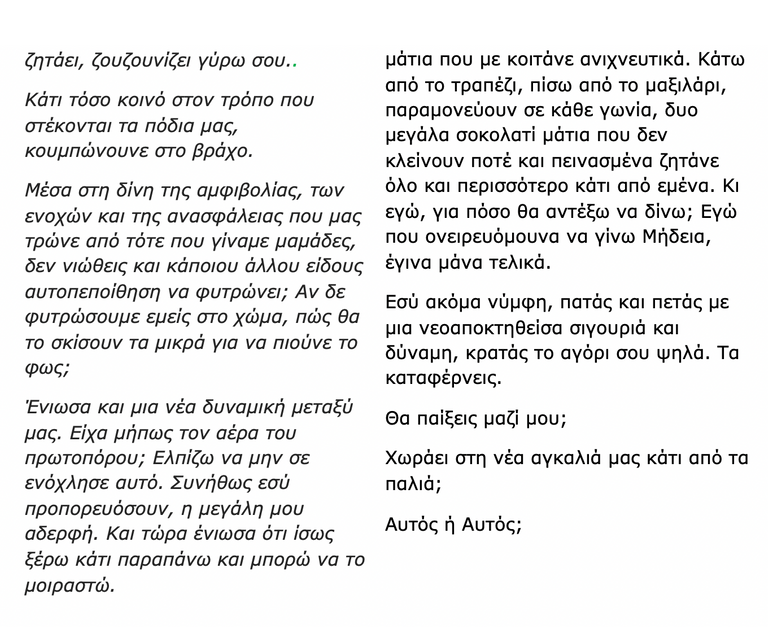 ζητάει, ζουζουνίζει γύρω σου..
Κάτι τόσο κοινό στον τρόπο που
στέκονται τα πόδια μας,
κουμπώνουνε στο βράχο.
Μέσα στη δίνη της αμφιβολίας, των
ενοχών και της ανασφάλειας που μας
τρώνε από τότε που γίναμε μαμάδες,
δεν νιώθεις και κάποιου άλλου είδους
αυτοπεποίθηση να φυτρώνει; Αν δε
φυτρώσουμε εμείς στο χώμα, πώς θα
το σκίσουν τα μικρά για να πιούνε το
φως;
Ένιωσα και μια νέα δυναμική μεταξύ
μας. Είχα μήπως τον αέρα του
πρωτοπόρου; Ελπίζω να μην σε
ενόχλησε αυτό. Συνήθως εσύ
προπορευόσουν, η μεγάλη μου
αδερφή. Και τώρα ένιωσα ότι ίσως
ξέρω κάτι παραπάνω και μπορώ να το
μοιραστώ.
μάτια που με κοιτάνε ανιχνευτικά. Κάτω
από το τραπέζι, πίσω από το μαξιλάρι,
παραμονεύουν σε κάθε γωνία, δυο
μεγάλα σοκολατί μάτια που δεν
κλείνουν ποτέ και πεινασμένα ζητάνε
όλο και περισσότερο κάτι από εμένα. Κι
εγώ, για πόσο θα αντέξω να δίνω; Εγώ
που ονειρευόμουνα να γίνω Μήδεια,
έγινα μάνα τελικά.
Εσύ ακόμα νύμφη, πατάς και πετάς με
μια νεοαποκτηθείσα σιγουριά και
δύναμη, κρατάς το αγόρι σου ψηλά. Τα
καταφέρνεις.
Θα παίξεις μαζί μου;
Χωράει στη νέα αγκαλιά μας κάτι από τα
παλιά;
Αυτός ή Αυτός;